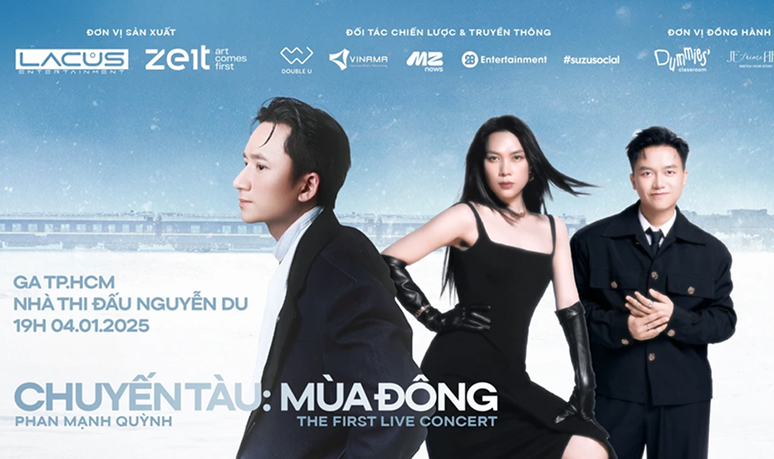 ĐƠN VỊ SẢN XUẤT
ĐỐI TÁC CHIẾN LƯỢC & TRUYỀN THÔNG
ĐƠN VỊ ĐỒNG HÀNH
LACUS
ENTERTAINMENT
zeit art comes first
DOUBLE U
VINAMA
MZ
news
28 Entertainment
#suzusocial
Dummies'
classroom
GA TP.HCM
NHÀ THI ĐẤU NGUYỄN DU
19H 04.01.2025
CHUYẾN TÀU: MÙA ĐÔNG
PHAN MẠNH QUỲNH
THE FIRST LIVE CONCERT